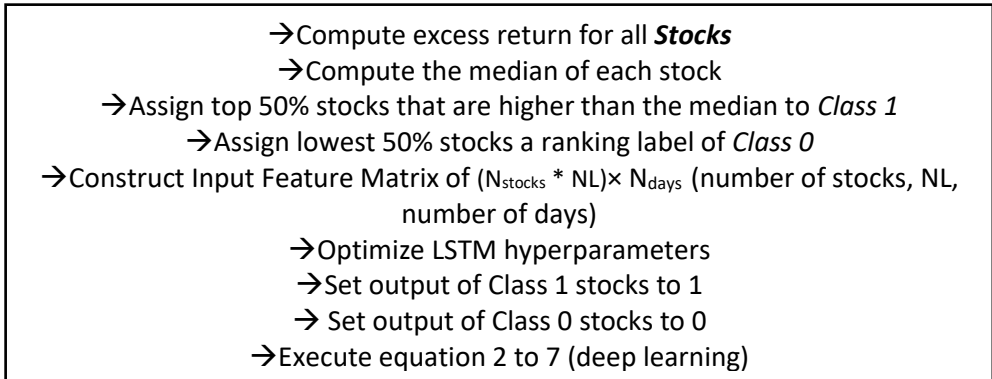 →Compute excess return for all Stocks
→Compute the median of each stock
→Assign top 50% stocks that are higher than the median to Class 1
→Assign lowest 50% stocks a ranking label of Class 0
→Construct Input Feature Matrix of (Nstocks * NL)× Ndays (number of stocks, NL,
number of days)
→Optimize LSTM hyperparameters
→Set output of Class 1 stocks to 1
→ Set output of Class 0 stocks to 0
→Execute equation 2 to 7 (deep learning)